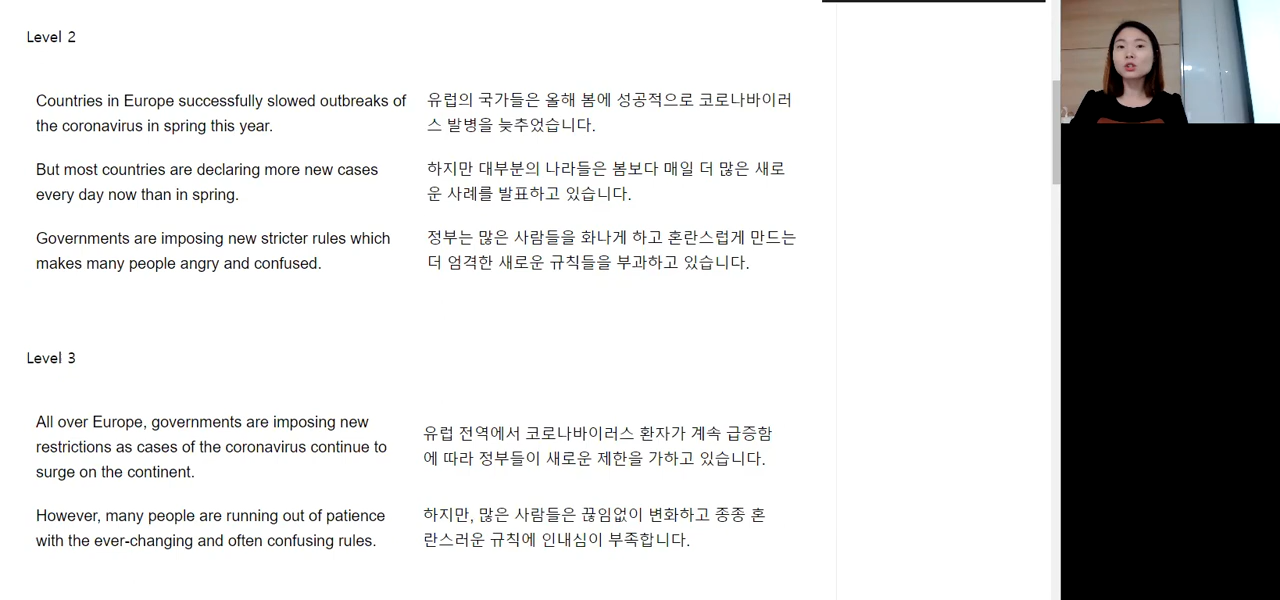 Level 2
Countries in Europe successfully slowed outbreaks of
the coronavirus in spring this year.
유럽의 국가들은 올해 봄에 성공적으로 코로나바이러
스 발병을 늦추었습니다.
But most countries are declaring more new cases
every day now than in spring.
하지만 대부분의 나라들은 봄보다 매일 더 많은 새로
운 사례를 발표하고 있습니다.
Governments are imposing new stricter rules which
makes many people angry and confused.
정부는 많은 사람들을 화나게 하고 혼란스럽게 만드는
더 엄격한 새로운 규칙들을 부과하고 있습니다.
Level 3
All over Europe, governments are imposing new
restrictions as cases of the coronavirus continue to
surge on the continent.
유럽 전역에서 코로나바이러스 환자가 계속 급증함
에 따라 정부들이 새로운 제한을 가하고 있습니다.
However, many people are running out of patience
with the ever-changing and often confusing rules.
하지만, 많은 사람들은 끊임없이 변화하고 종종 혼
란스러운 규칙에 인내심이 부족합니다.